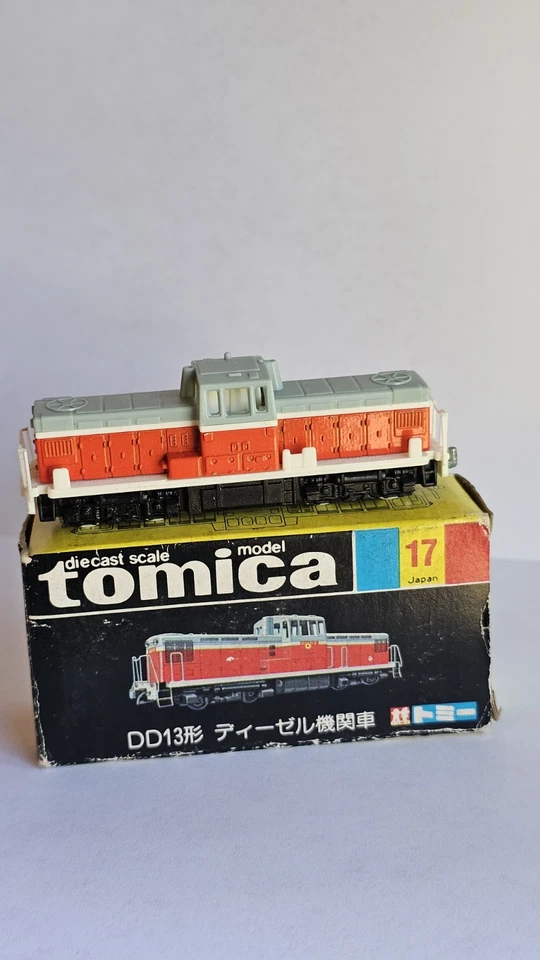 diecast scale model
tomica
17
Japan
DD13形 ディーゼル機関車
トミー